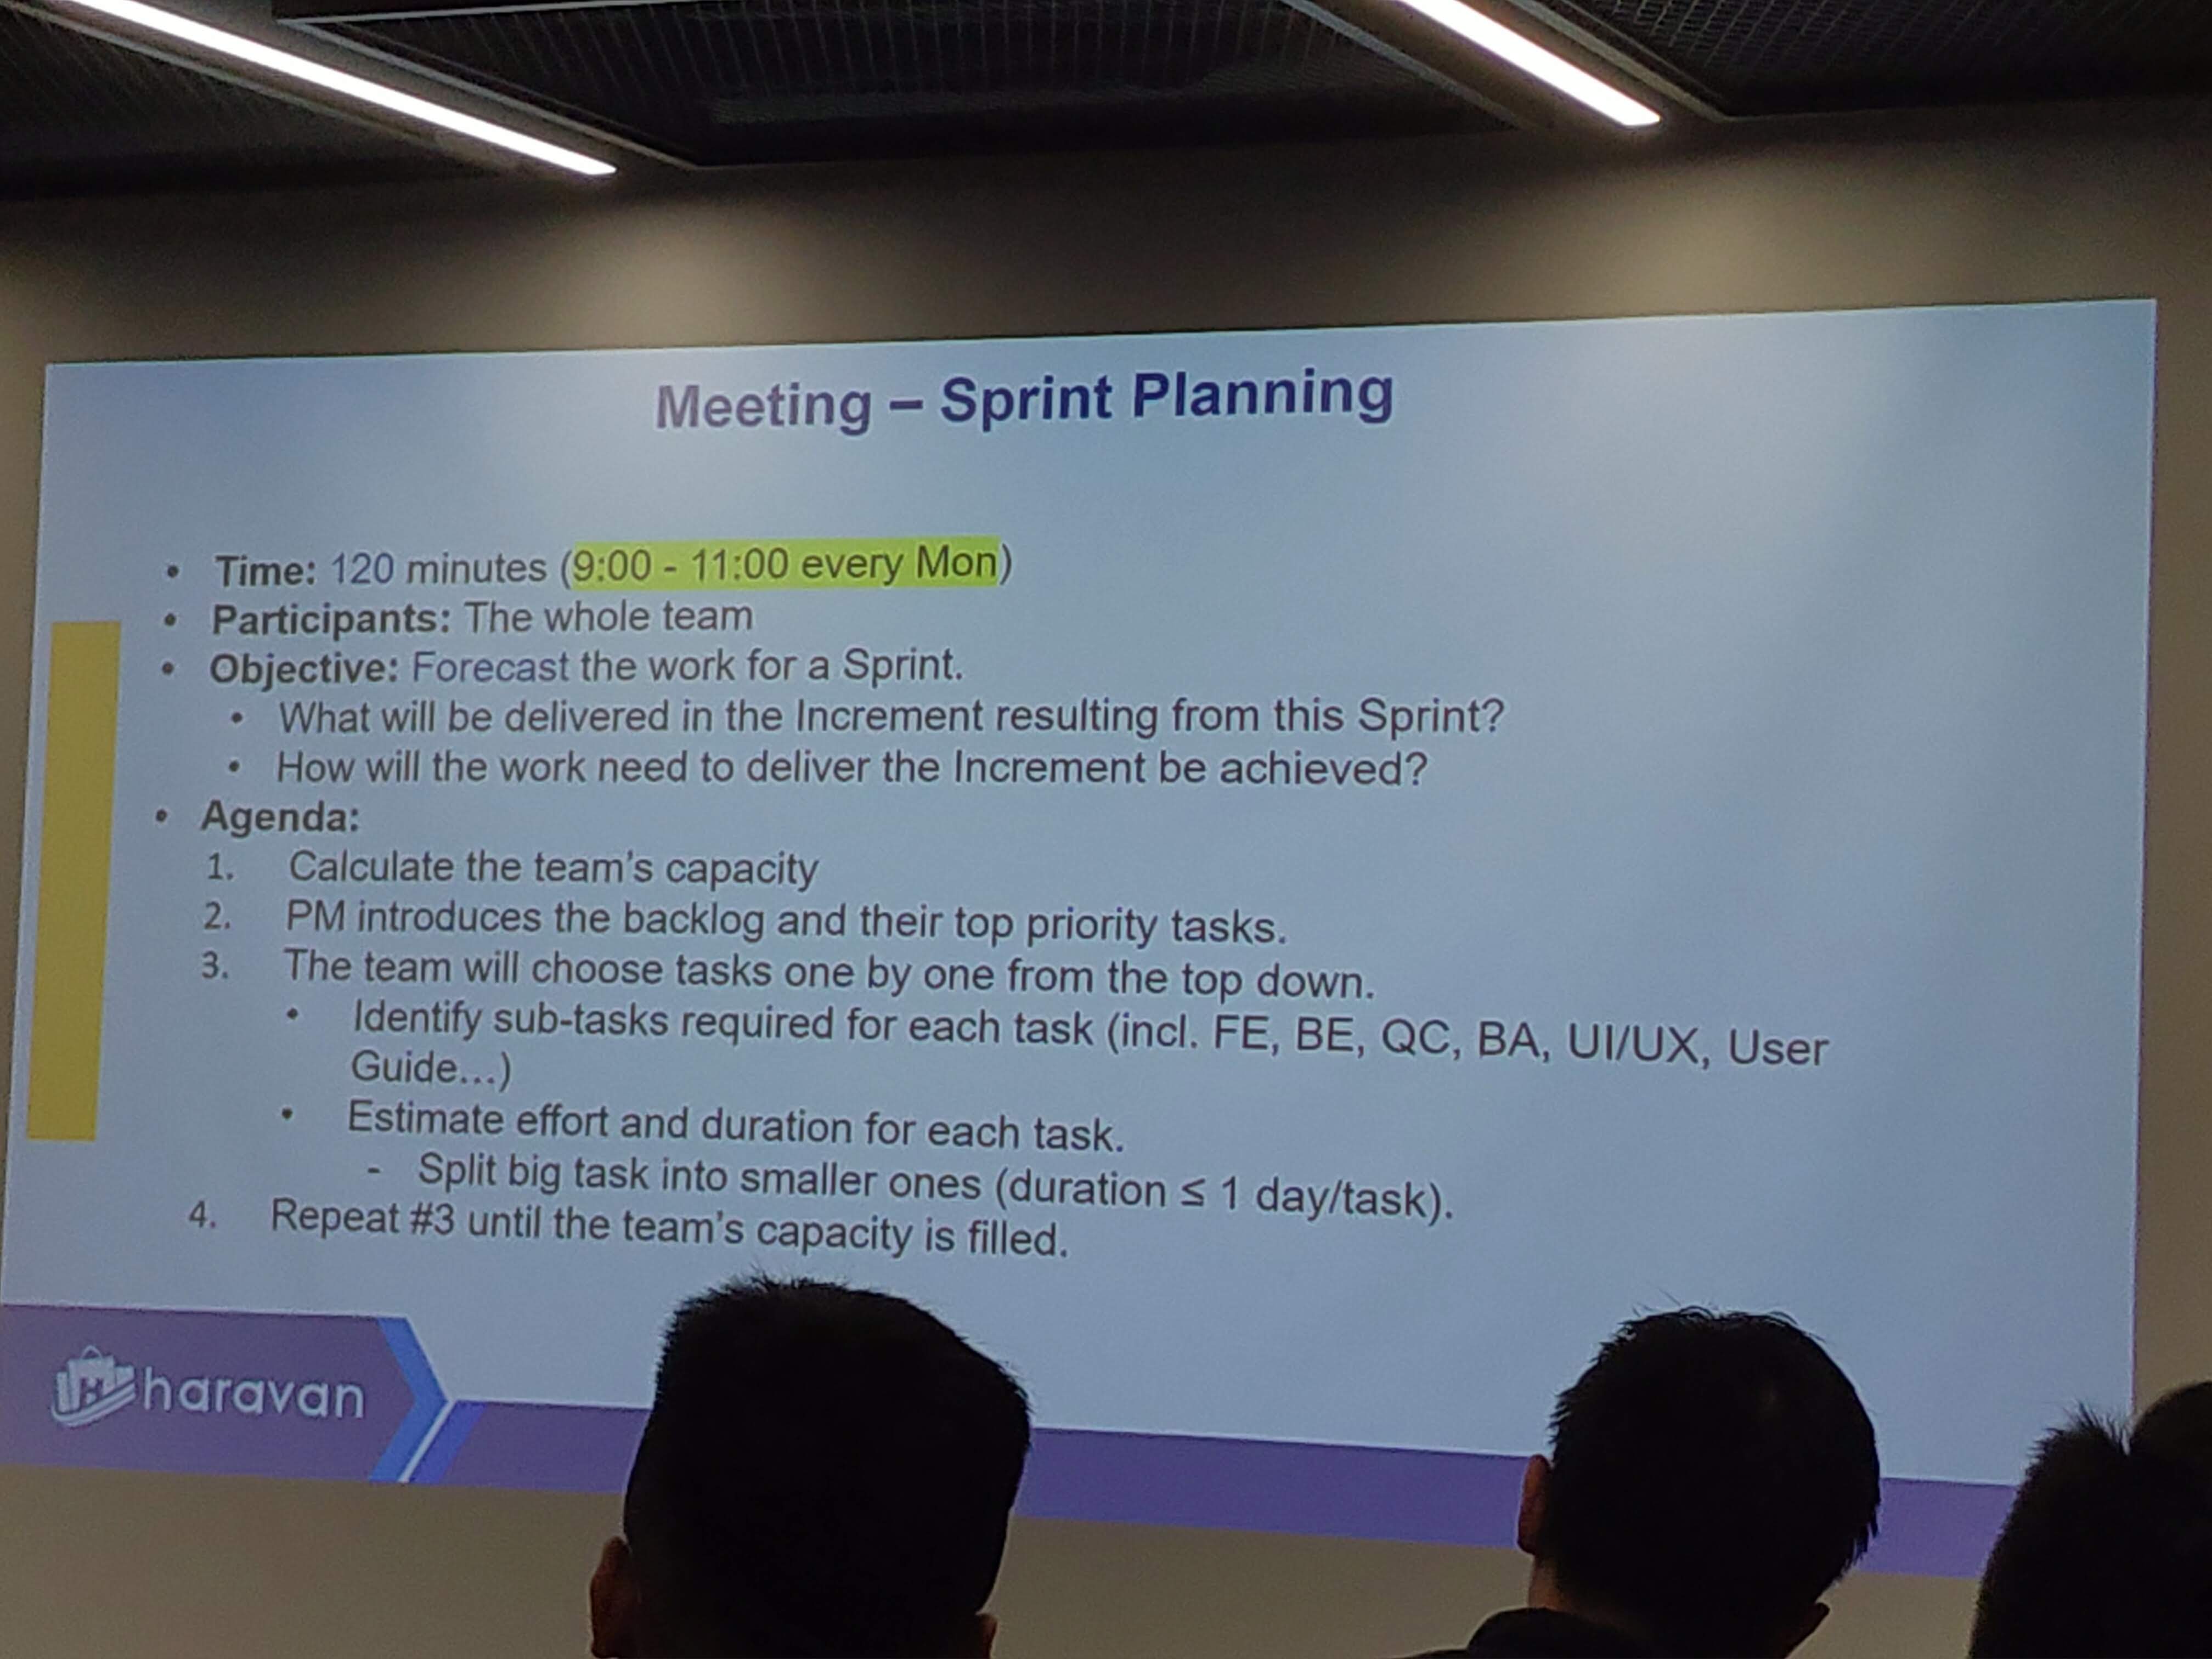 Meeting – Sprint Planning
• Time: 120 minutes (9:00 - 11:00 every Mon)
• Participants: The whole team
• Objective: Forecast the work for a Sprint.
• What will be delivered in the Increment resulting from this Sprint?
• How will the work need to deliver the Increment be achieved?
• Agenda:
1. Calculate the team's capacity
2. PM introduces the backlog and their top priority tasks.
3. The team will choose tasks one by one from the top down.
• Identify sub-tasks required for each task (incl. FE, BE, QC, BA, UI/UX, User
Guide...)
• Estimate effort and duration for each task.
- Split big task into smaller ones (duration ≤ 1 day/task).
4. Repeat #3 until the team's capacity is filled.
haravan